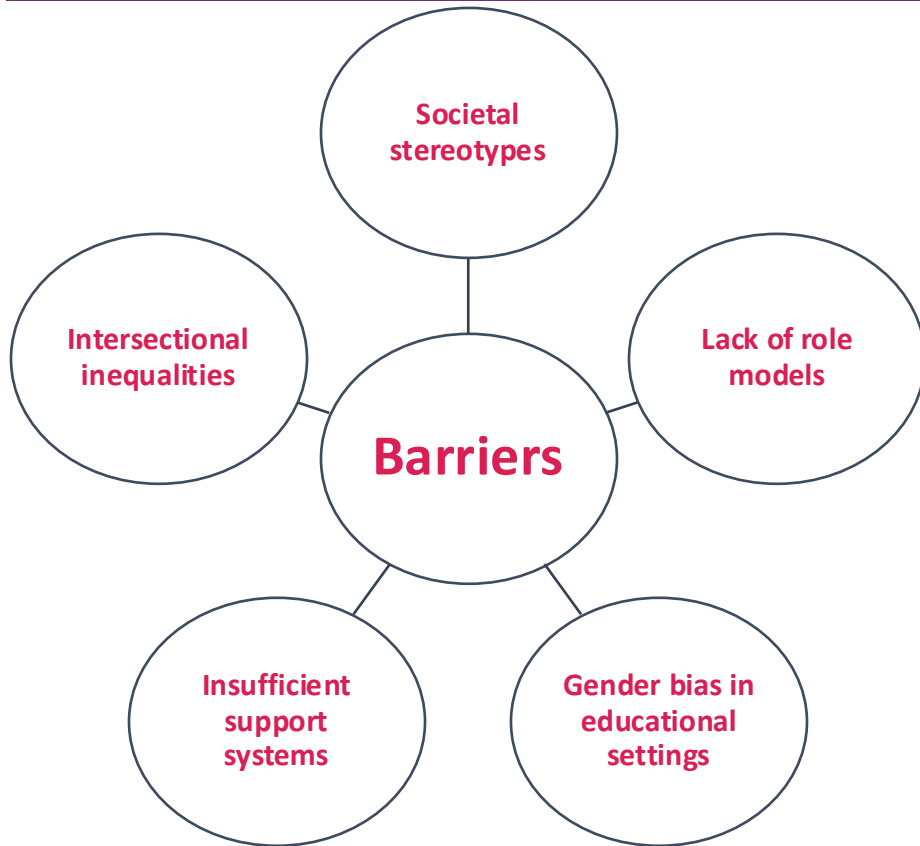 Societal
stereotypes
Intersectional
inequalities
Lack of role
models
Barriers
Insufficient
support
systems
Gender bias in
educational
settings